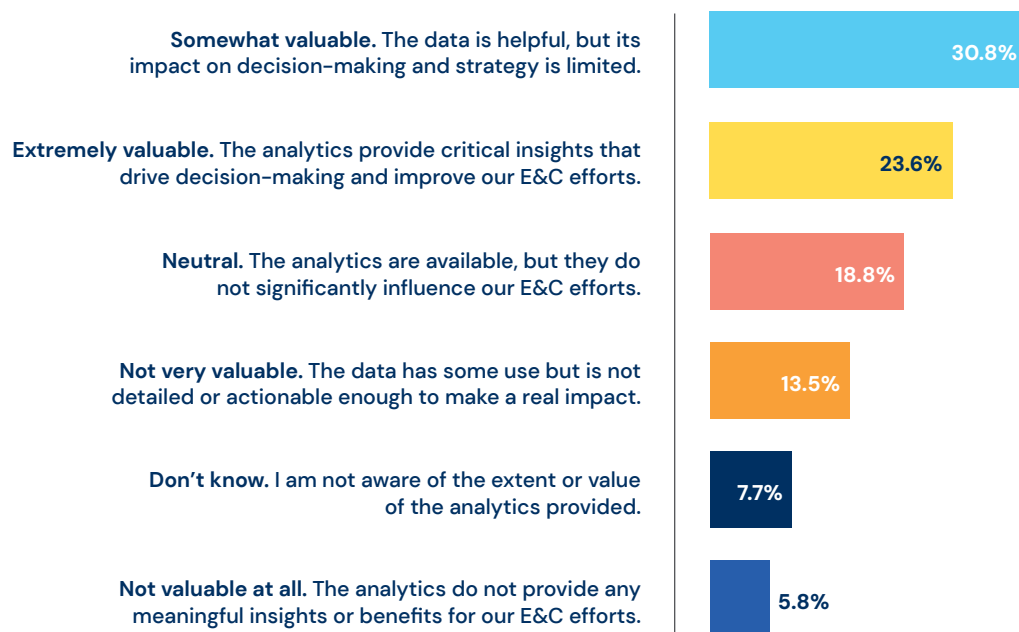 Somewhat valuable. The data is helpful, but its
impact on decision-making and strategy is limited.
30.8%
Extremely valuable. The analytics provide critical insights that
drive decision-making and improve our E&C efforts.
23.6%
Neutral. The analytics are available, but they do
not significantly influence our E&C efforts.
18.8%
Not very valuable. The data has some use but is not
detailed or actionable enough to make a real impact.
13.5%
Don’t know. I am not aware of the extent or value
of the analytics provided.
7.7%
Not valuable at all. The analytics do not provide any
meaningful insights or benefits for our E&C efforts.
5.8%